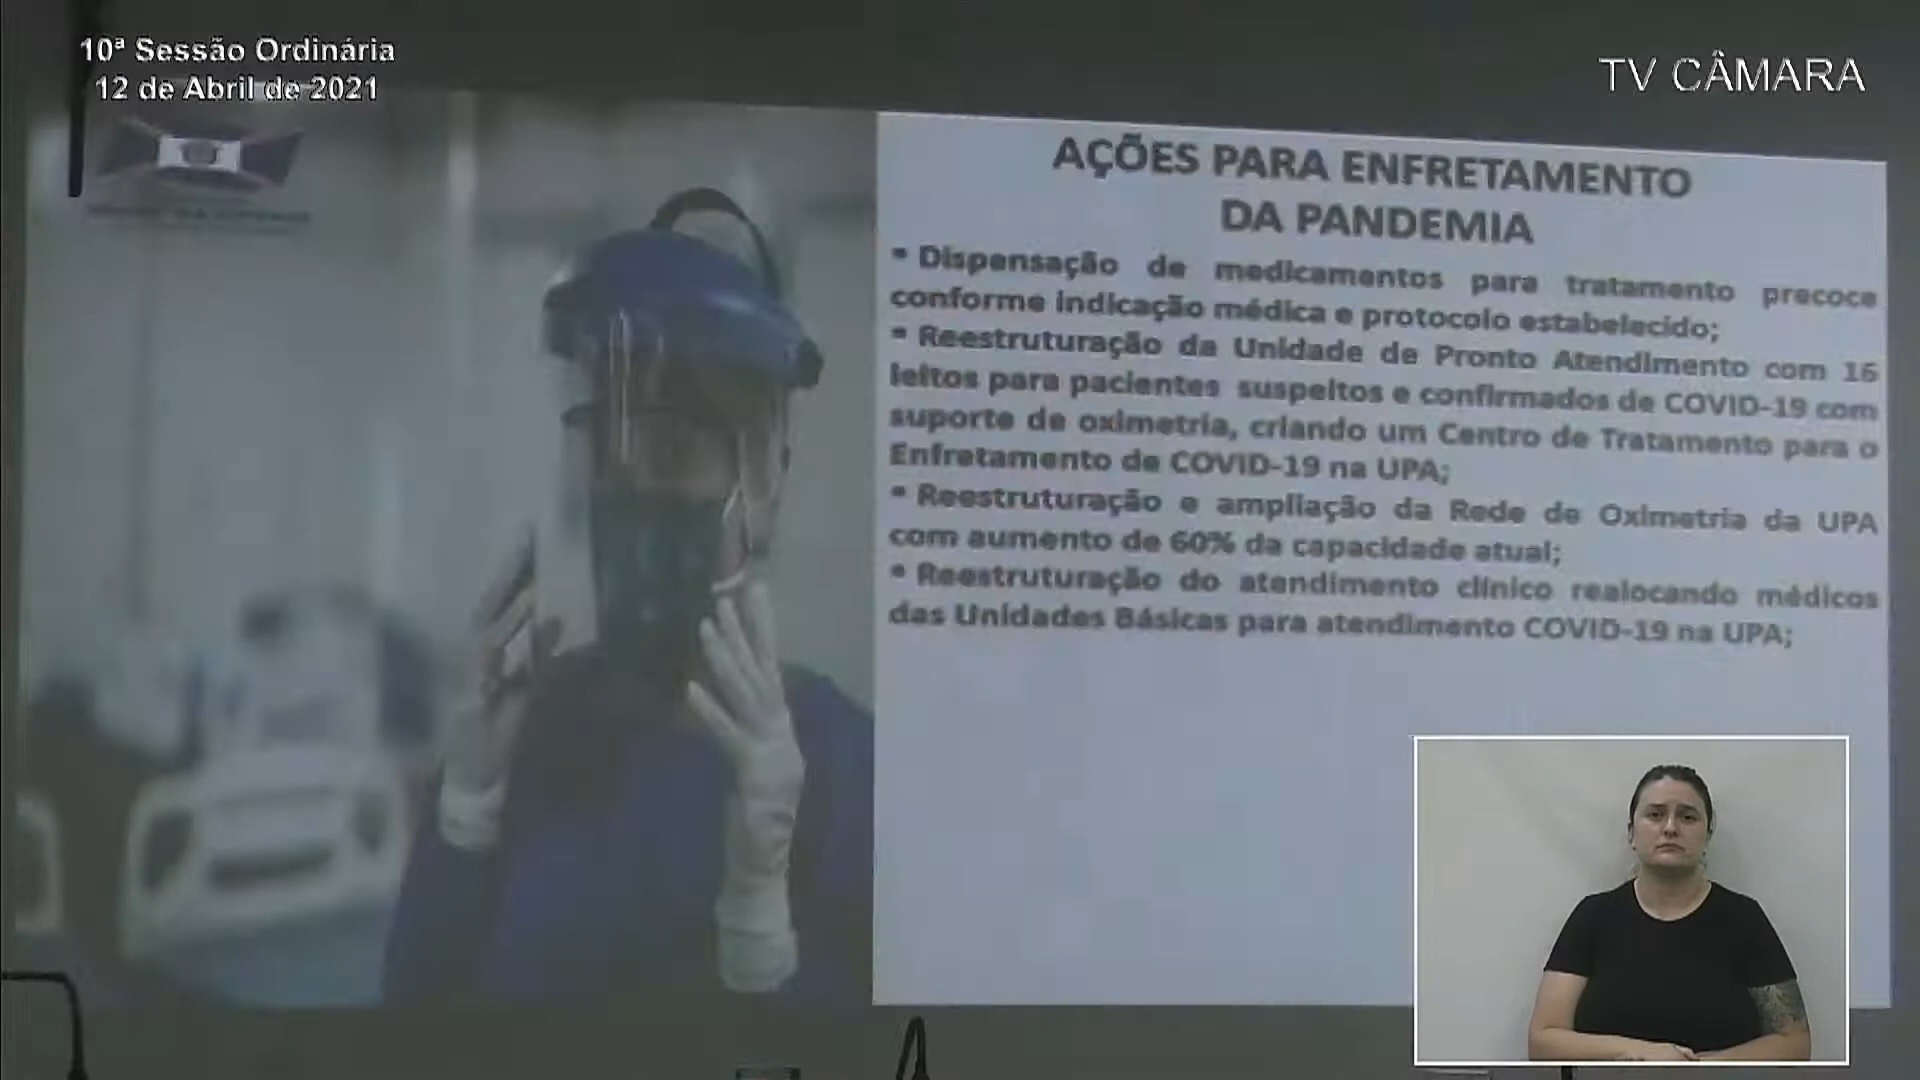 10ª Sessão Ordinária
12 de Abril de 2021
TV CÂMARA
AÇÕES PARA ENFRETAMENTO
DA PANDEMIA
▪ Dispensação de medicamentos para tratamento precoce
conforme indicação médica e protocolo estabelecido;
▪ Reestruturação da Unidade de Pronto Atendimento com 16
leitos para pacientes suspeitos e confirmados de COVID-19 com
suporte de oximetria, criando um Centro de Tratamento para o
Enfretamento de COVID-19 na UPA;
▪ Reestruturação e ampliação da Rede de Oximetria da UPA
com aumento de 60% da capacidade atual;
▪ Reestruturação do atendimento clínico realocando médicos
das Unidades Básicas para atendimento COVID-19 na UPA;